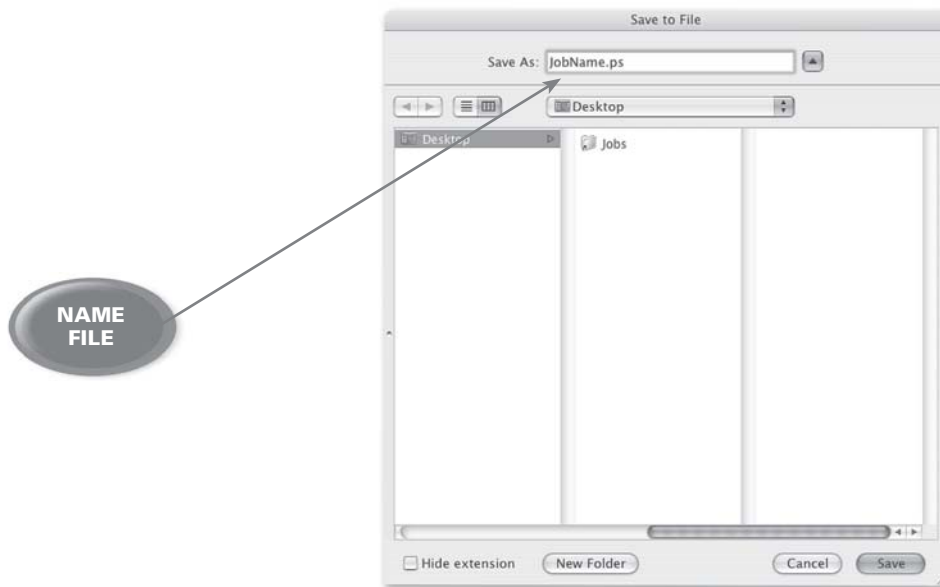 Save to File
Save As: JobName.ps
Desktop
Desktop
Jobs
NAME
FILE
Hide extension
New Folder
Cancel
Save